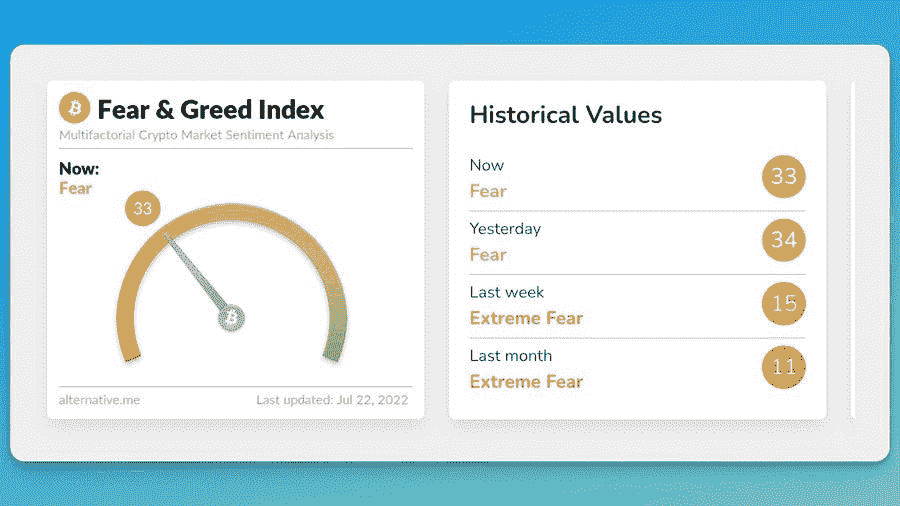 Fear & Greed Index
Multifactorial Crypto Market Sentiment Analysis
Now:
Fear
33
alternative.me
Last updated: Jul 22, 2022
Historical Values
Now
Fear
33
Yesterday
Fear
34
Last week
Extreme Fear
15
Last month
Extreme Fear
11